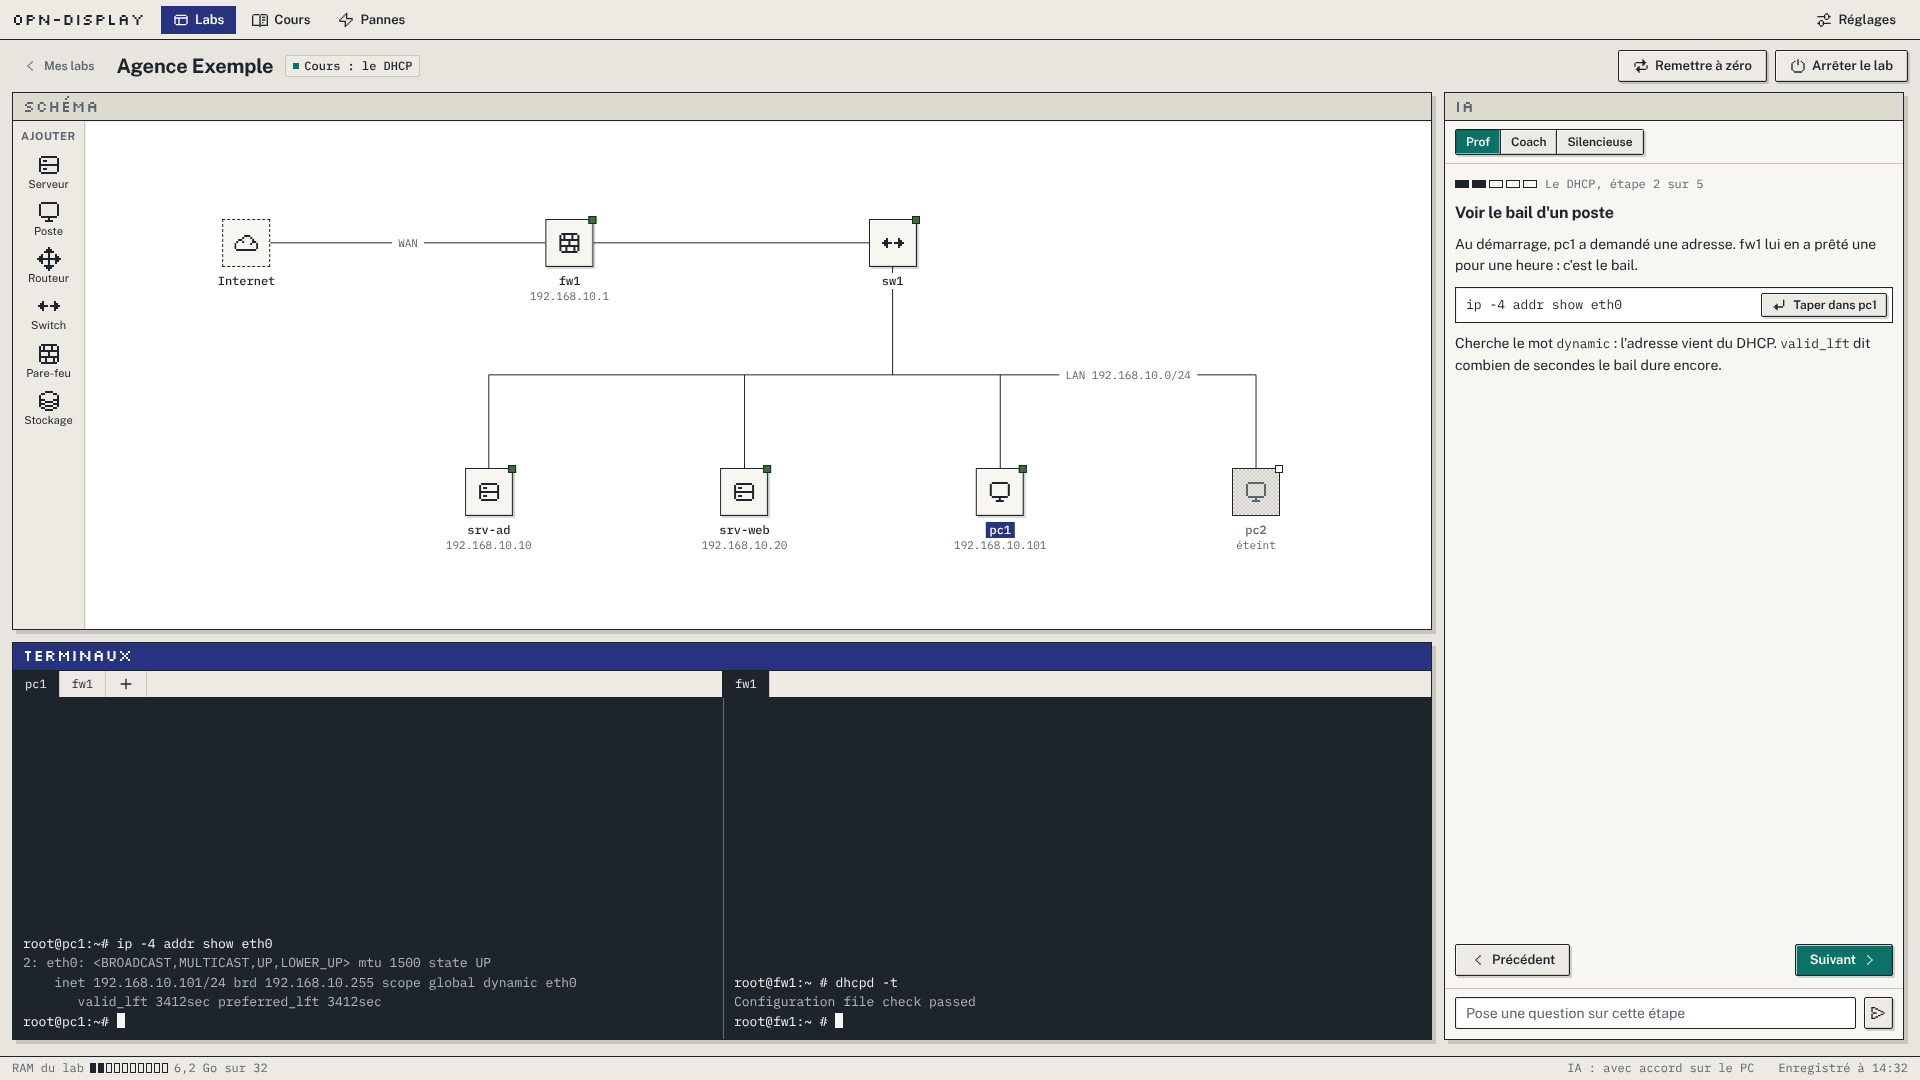 OPN-DISPLAY
Labs
Cours
Pannes
Réglages
Mes labs
Agence Exemple
Cours : le DHCP
Remettre à zéro
Arrêter le lab
SCHÉMA
AJOUTER
Serveur
Poste
Routeur
Switch
Pare-feu
Stockage
WAN
Internet
fw1
192.168.10.1
sw1
LAN 192.168.10.0/24
srv-ad
192.168.10.10
srv-web
192.168.10.20
pc1
192.168.10.101
pc2
éteint
TERMINAUX
pc1
fw1
+
root@pc1:~# ip -4 addr show eth0
2: eth0: <BROADCAST,MULTICAST,UP,LOWER_UP> mtu 1500 state UP
inet 192.168.10.101/24 brd 192.168.10.255 scope global dynamic eth0
valid_lft 3412sec preferred_lft 3412sec
root@pc1:~#
fw1
root@fw1:~ # dhcpd -t
Configuration file check passed
root@fw1:~ #
IA
Prof
Coach
Silencieuse
Le DHCP, étape 2 sur 5
Voir le bail d'un poste
Au démarrage, pc1 a demandé une adresse. fw1 lui en a prêté une
pour une heure : c'est le bail.
ip -4 addr show eth0
Taper dans pc1
Cherche le mot dynamic : l'adresse vient du DHCP. valid_lft dit
combien de secondes le bail dure encore.
Précédent
Suivant
Pose une question sur cette étape
RAM du lab
6,2 Go sur 32
IA : avec accord sur le PC
Enregistré à 14:32